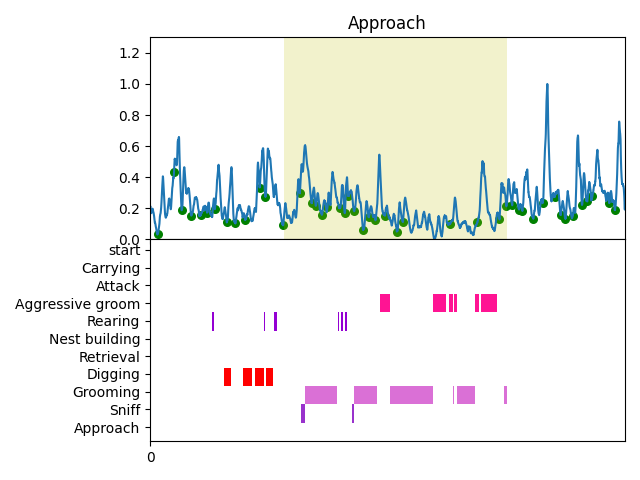 Approach
1.2
1.0
0.8
0.6
0.4
0.2
0.0
start
Carrying
Attack
Aggressive groom
Rearing
Nest building
Retrieval
Digging
Grooming
Sniff
Approach
0